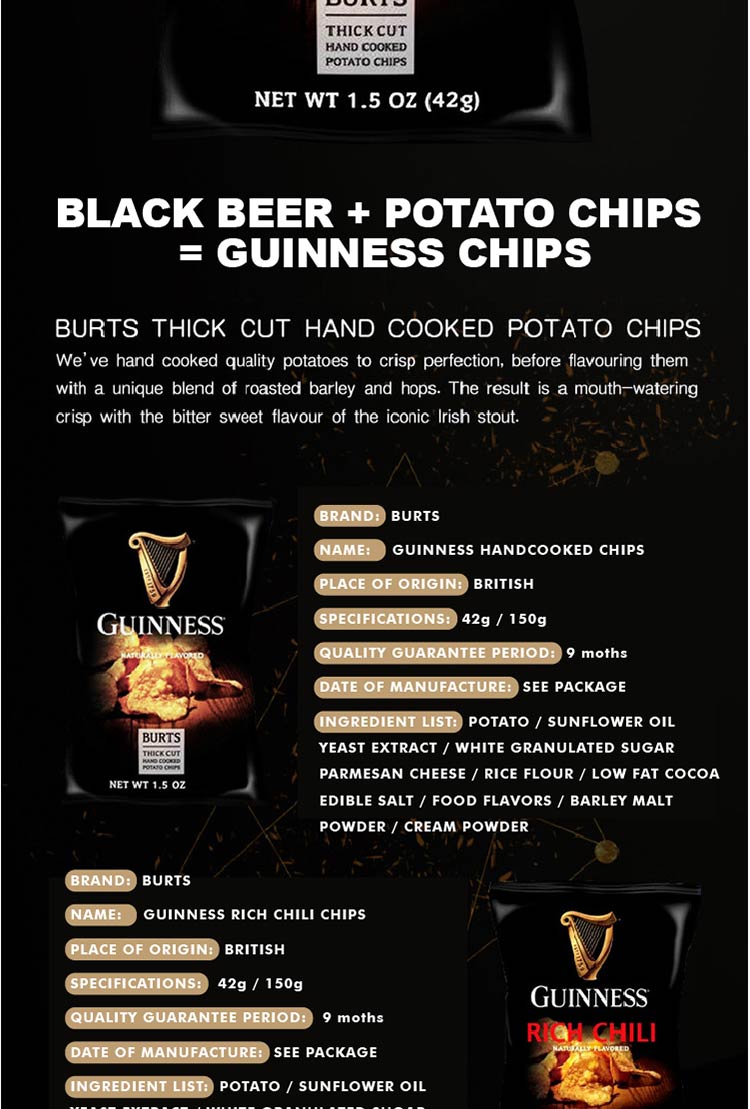 BURTS
THICK CUT
HAND COOKED
POTATO CHIPS
NET WT 1.5 OZ (42g)
BLACK BEER + POTATO CHIPS
= GUINNESS CHIPS
BURTS THICK CUT HAND COOKED POTATO CHIPS
We've hand cooked quality potatoes to crisp perfection, before flavouring them
with a unique blend of roasted barley and hops. The result is a mouth-watering
crisp with the bitter sweet flavour of the iconic Irish stout.
GUINNESS
NATURALLY FLAVORED
BURTS
THICK CUT
HAND COOKED
POTATO CHIPS
NET WT 1.5 OZ
BRAND: BURTS
NAME: GUINNESS HANDCOOKED CHIPS
PLACE OF ORIGIN: BRITISH
SPECIFICATIONS: 42g / 150g
QUALITY GUARANTEE PERIOD: 9 moths
DATE OF MANUFACTURE: SEE PACKAGE
INGREDIENT LIST: POTATO / SUNFLOWER OIL
YEAST EXTRACT / WHITE GRANULATED SUGAR
PARMESAN CHEESE / RICE FLOUR / LOW FAT COCOA
EDIBLE SALT / FOOD FLAVORS / BARLEY MALT
POWDER / CREAM POWDER
BRAND: BURTS
NAME: GUINNESS RICH CHILI CHIPS
PLACE OF ORIGIN: BRITISH
SPECIFICATIONS: 42g / 150g
QUALITY GUARANTEE PERIOD: 9 moths
DATE OF MANUFACTURE: SEE PACKAGE
INGREDIENT LIST: POTATO / SUNFLOWER OIL
YEAST EXTRACT / WHITE GRANULATED SUGAR
GUINNESS
RICH CHILI
NATURALLY FLAVORED